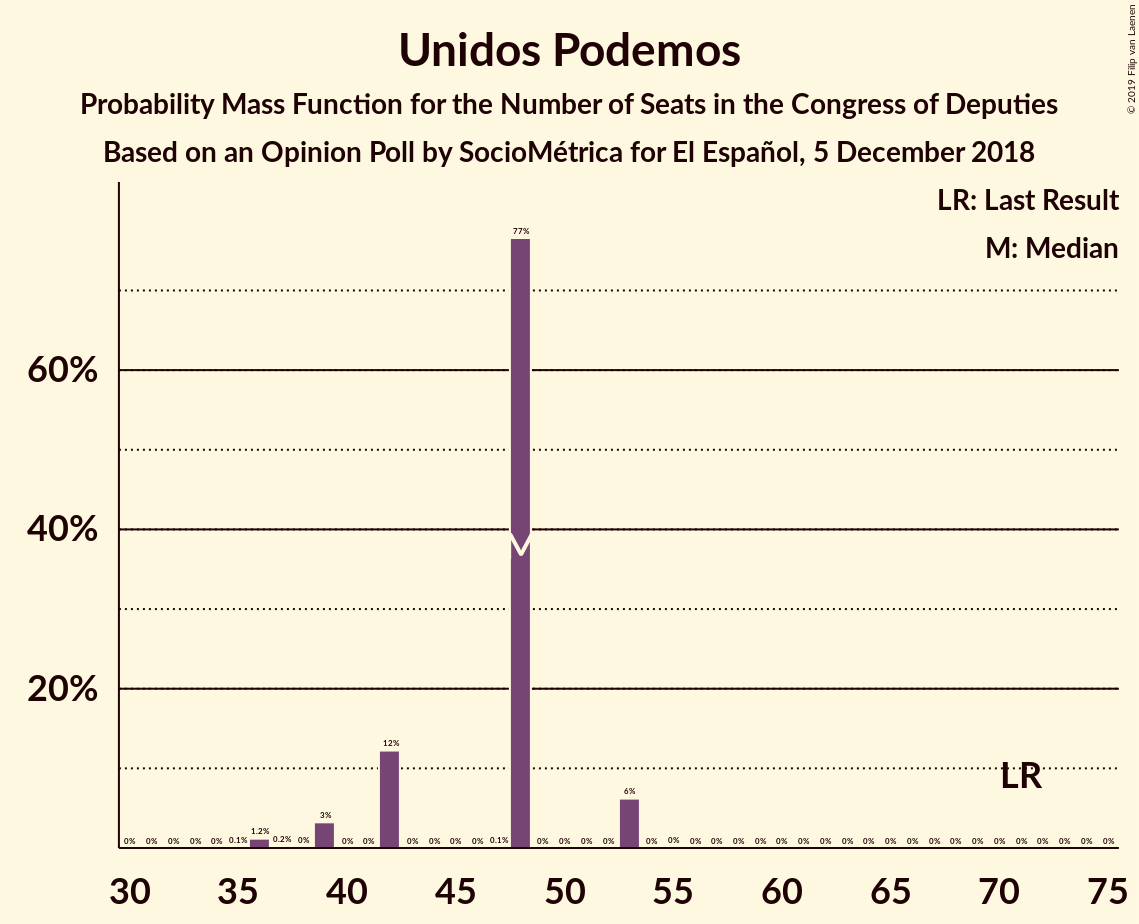 Unidos Podemos
Probability Mass Function for the Number of Seats in the Congress of Deputies
Based on an Opinion Poll by SocioMétrica for El Español, 5 December 2018
© 2019 Filip van Laenen
LR: Last Result
M: Median
60%
40%
20%
0% 0% 0% 0% 0% 0.1% 1.2% 0.2% 0% 3% 0% 0% 12% 0% 0% 0% 0% 0.1% 77% 0% 0% 0% 0% 6% 0% 0% 0% 0% 0% 0% 0% 0% 0% 0% 0% 0% 0% 0% 0% 0% 0% 0% 0% 0% 0% 0%
LR
30 35 40 45 50 55 60 65 70 75